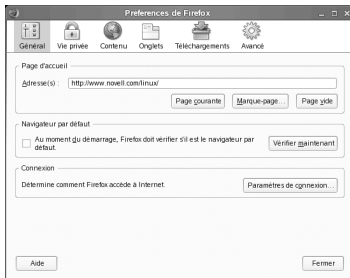 Preferences de Firefox
Général Vie privée Contenu Onglets Téléchargements Avancé
Page d'accueil
Adresse(s) : http://www.novell.com/linux/
Page courante Marque-page... Page vide
Navigateur par défaut
Au moment du démarrage, Firefox doit vérifier s'il est le navigateur par
défaut.
Vérifier maintenant
Connexion
Détermine comment Firefox accède à Internet.
Paramètres de connexion...
Aide Fermer